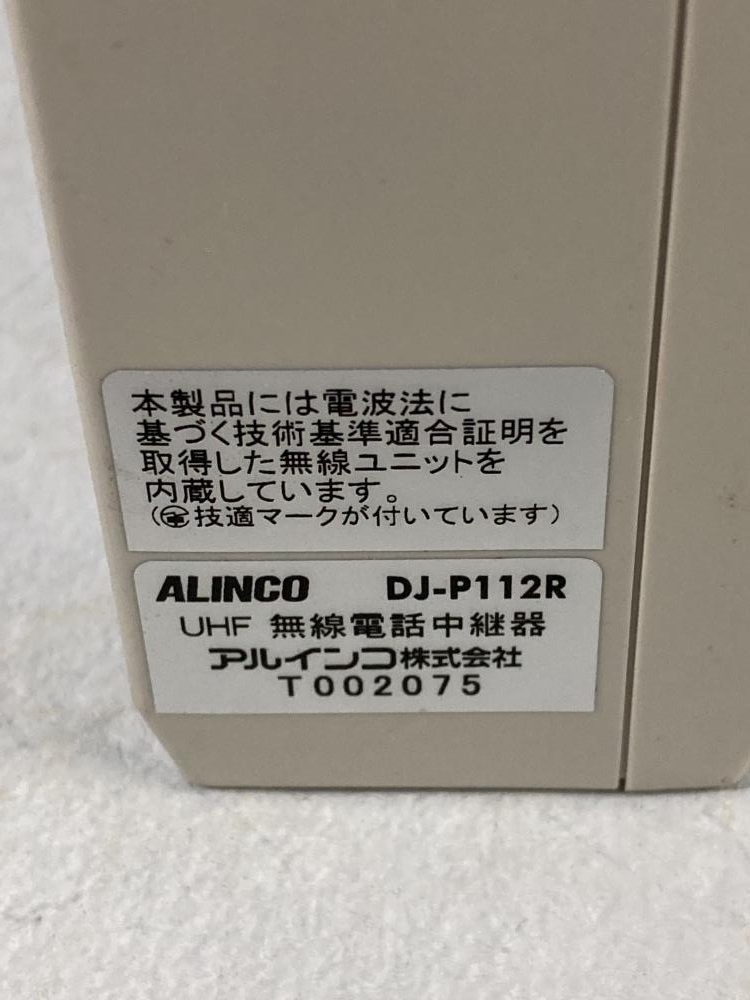 本製品には電波法に
基づく技術基準適合証明を
取得した無線ユニットを
内蔵しています。
(技適マークが付いています)
ALINCO DJ-P112R
UHF 無線電話中継器
アルインコ株式会社
T002075